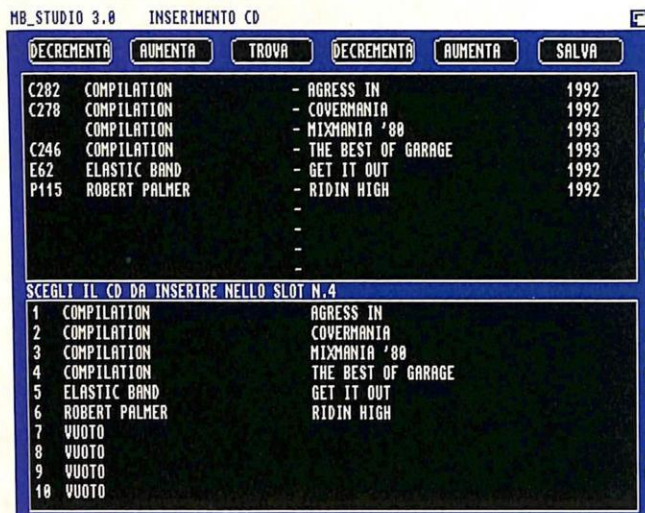 MB_STUDIO 3.0 INSERIMENTO CD
DECREMENTA AUMENTA TROVA DECREMENTA AUMENTA SALVA
C282 COMPILATION - AGRESS IN 1992
C278 COMPILATION - COVERMANIA 1992
COMPILATION - MIXMANIA '80 1993
C246 COMPILATION - THE BEST OF GARAGE 1993
E62 ELASTIC BAND - GET IT OUT 1992
P115 ROBERT PALMER - RIDIN HIGH 1992
-
-
-
-
SCEGLI IL CD DA INSERIRE NELLO SLOT N.4
1 COMPILATION AGRESS IN
2 COMPILATION COVERMANIA
3 COMPILATION MIXMANIA '80
4 COMPILATION THE BEST OF GARAGE
5 ELASTIC BAND GET IT OUT
6 ROBERT PALMER RIDIN HIGH
7 VUOTO
8 VUOTO
9 VUOTO
10 VUOTO